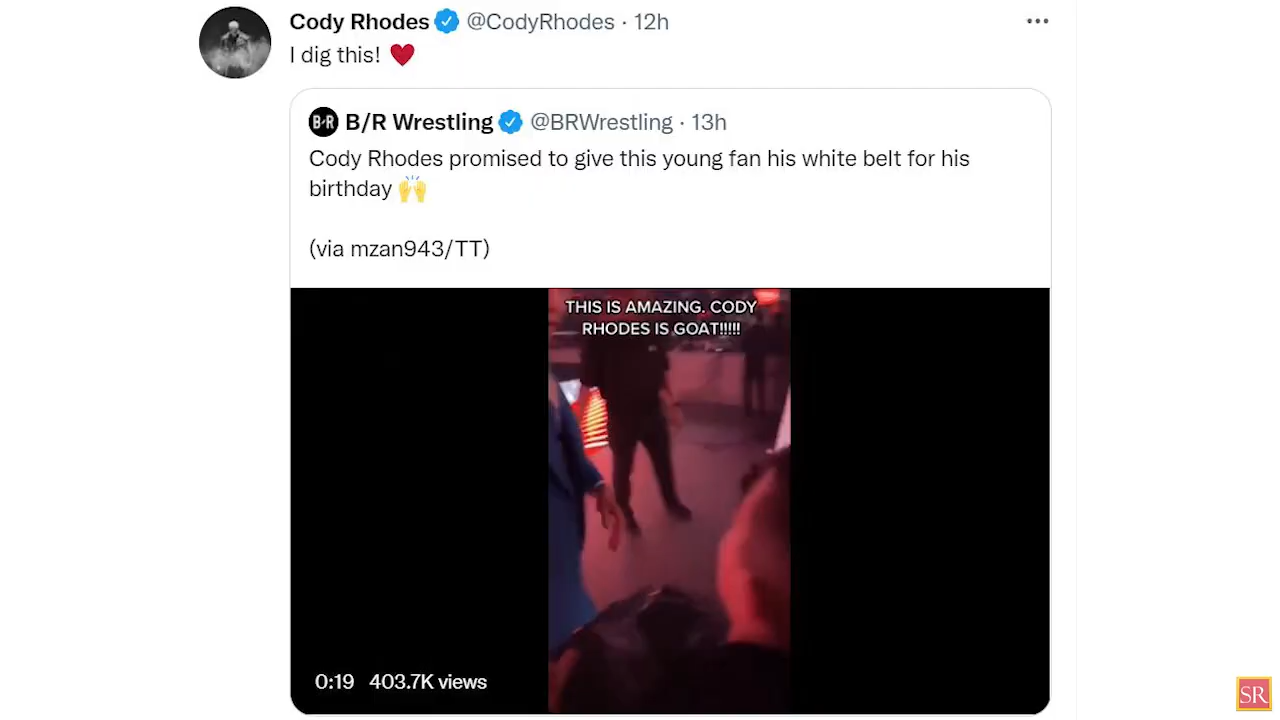 Cody Rhodes @CodyRhodes · 12h
I dig this! ❤️
B/R B/R Wrestling @BRWrestling · 13h
Cody Rhodes promised to give this young fan his white belt for his
birthday 🙌
(via mzan943/TT)
THIS IS AMAZING. CODY
RHODES IS GOAT!!!!!
0:19 403.7K views
SR